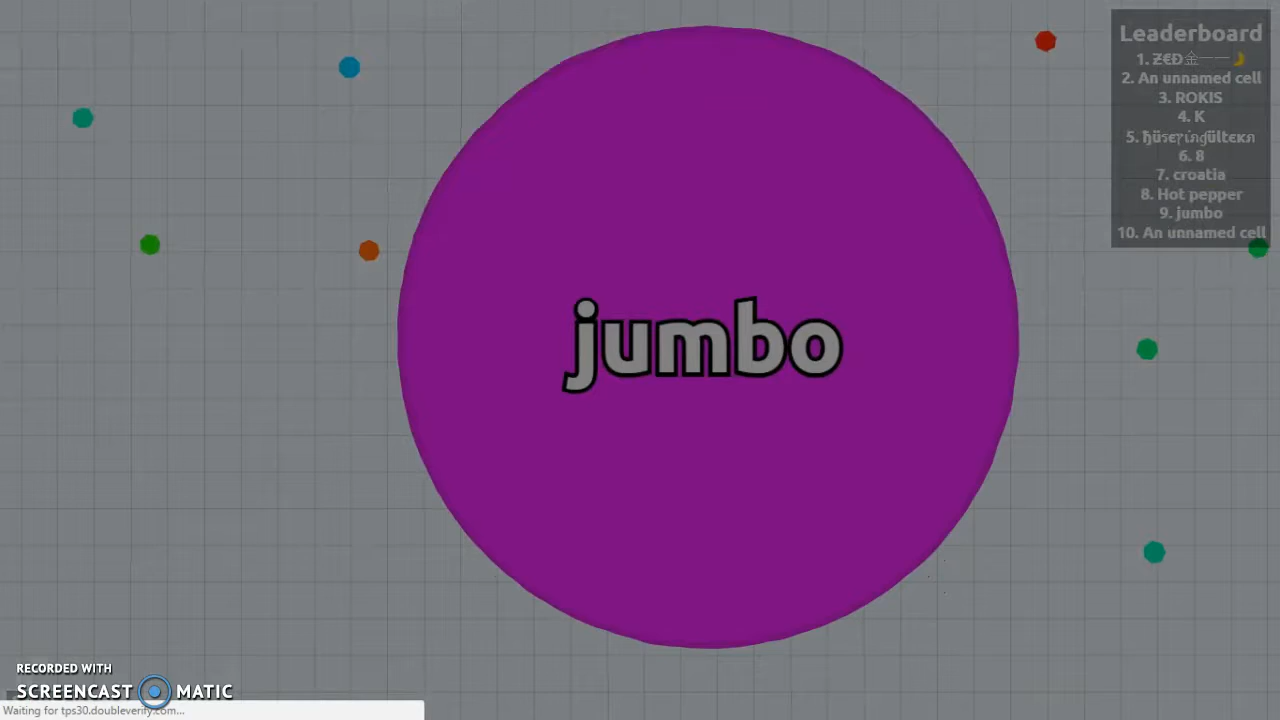 Leaderboard
2. An unnamed cell
3. ROKIS
4. K
6. 8
7. croatia
8. Hot pepper
9. jumbo
10. An unnamed cell
jumbo
RECORDED WITH
SCREENCAST MATIC
Waiting for tps30.doubleverify.com...